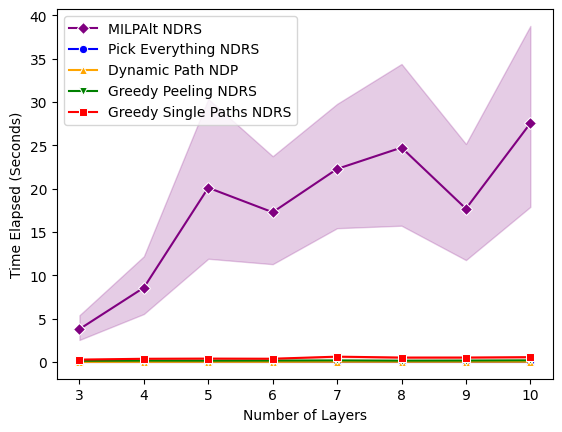 MILPAlt NDRS
Pick Everything NDRS
Dynamic Path NDP
Greedy Peeling NDRS
Greedy Single Paths NDRS
Time Elapsed (Seconds)
40
35
30
25
20
15
10
5
0
3 4 5 6 7 8 9 10
Number of Layers